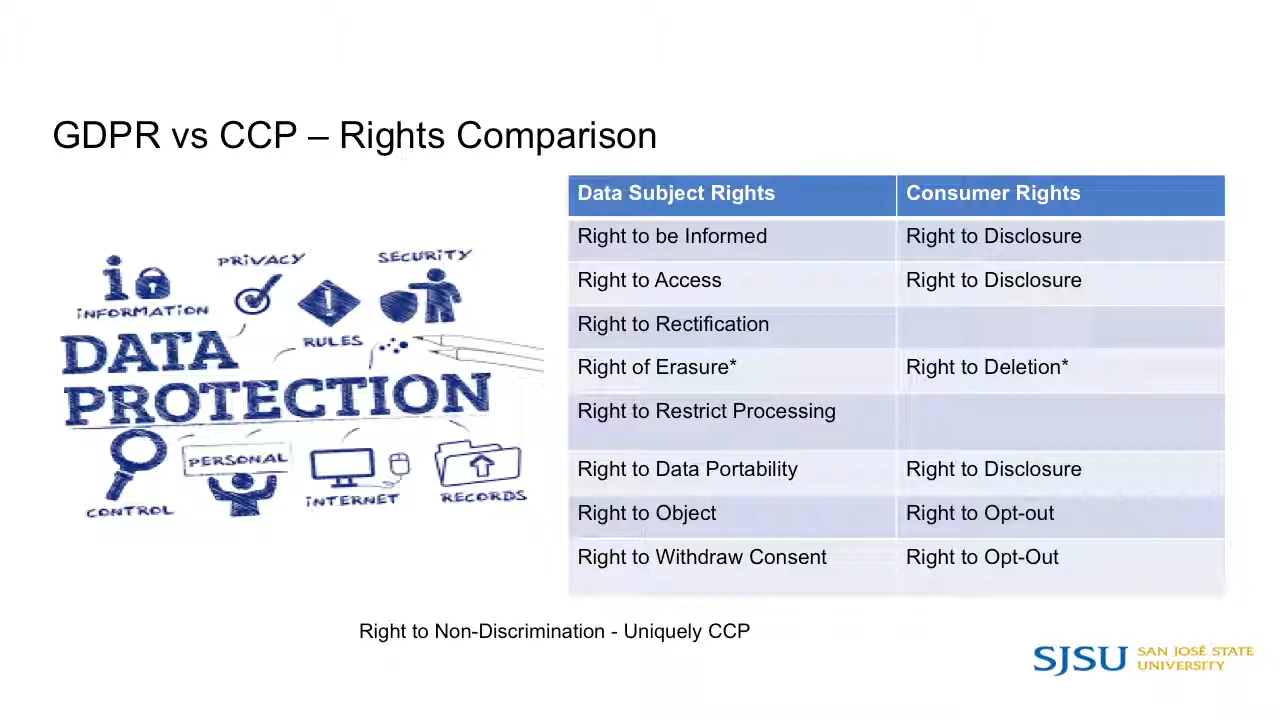 GDPR vs CCP – Rights Comparison
Data Subject Rights Consumer Rights
Right to be Informed Right to Disclosure
Right to Access Right to Disclosure
Right to Rectification
Right of Erasure* Right to Deletion*
Right to Restrict Processing
Right to Data Portability Right to Disclosure
Right to Object Right to Opt-out
Right to Withdraw Consent Right to Opt-Out
PRiVACY
SECURiTY
iNFORMATiON
RULES
DATA
PROTECTION
PERSONAL
CONTROL
iNTERNET
RECORDS
Right to Non-Discrimination - Uniquely CCP
SJSU SAN JOSÉ STATE
UNIVERSITY